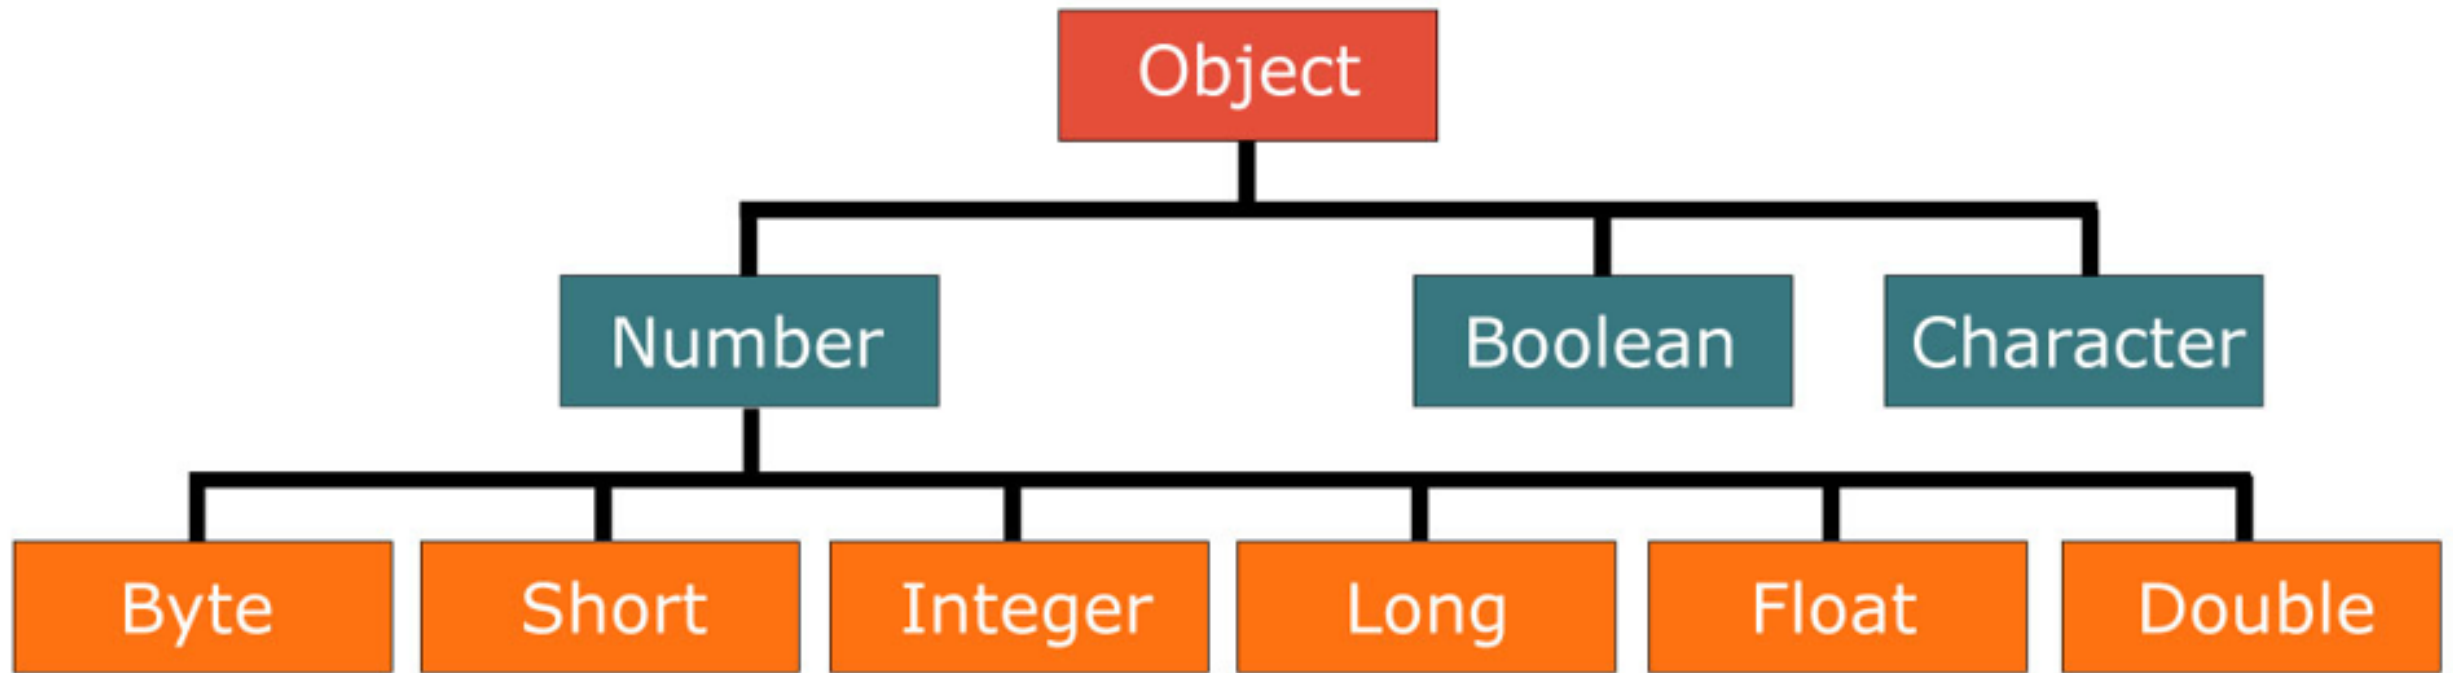 Object
Number
Boolean
Character
Byte
Short
Integer
Long
Float
Double